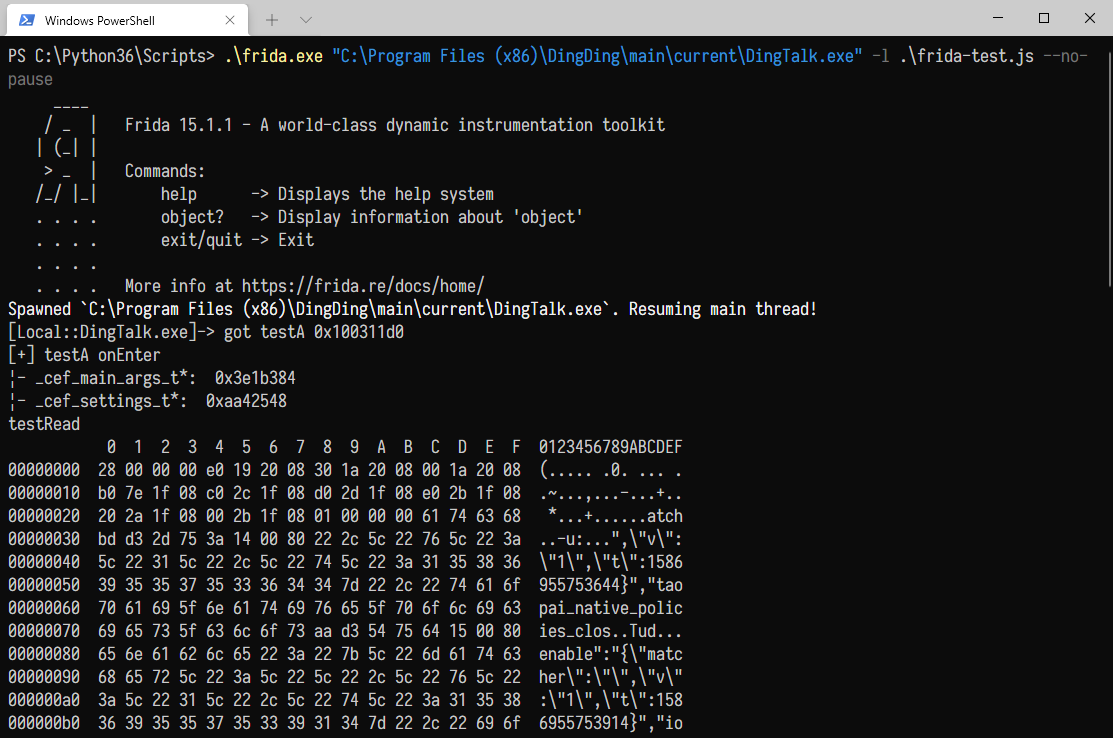 Windows PowerShell
PS C:\Python36\Scripts> .\frida.exe "C:\Program Files (x86)\DingDing\main\current\DingTalk.exe" -l .\frida-test.js --no-
pause
     ____
    / _  |   Frida 15.1.1 - A world-class dynamic instrumentation toolkit
   | (_| |
    > _  |   Commands:
   /_/ |_|       help      -> Displays the help system
   . . . .       object?   -> Display information about 'object'
   . . . .       exit/quit -> Exit
   . . . .
   . . . .   More info at https://frida.re/docs/home/
Spawned `C:\Program Files (x86)\DingDing\main\current\DingTalk.exe`. Resuming main thread!
[Local::DingTalk.exe]-> got testA 0x100311d0
[+] testA onEnter
¦- _cef_main_args_t*:  0x3e1b384
¦- _cef_settings_t*:  0xaa42548
testRead
           0  1  2  3  4  5  6  7  8  9  A  B  C  D  E  F  0123456789ABCDEF
00000000  28 00 00 00 e0 19 20 08 30 1a 20 08 00 1a 20 08  (..... .0. ... .
00000010  b0 7e 1f 08 c0 2c 1f 08 d0 2d 1f 08 e0 2b 1f 08  .~...,...-...+..
00000020  20 2a 1f 08 00 2b 1f 08 01 00 00 00 61 74 63 68   *...+......atch
00000030  bd d3 2d 75 3a 14 00 80 22 2c 5c 22 76 5c 22 3a  ..-u:...",\"v\":
00000040  5c 22 31 5c 22 2c 5c 22 74 5c 22 3a 31 35 38 36  \"1\",\"t\":1586
00000050  39 35 35 37 35 33 36 34 34 7d 22 2c 22 74 61 6f  955753644}","tao
00000060  70 61 69 5f 6e 61 74 69 76 65 5f 70 6f 6c 69 63  pai_native_polic
00000070  69 65 73 5f 63 6c 6f 73 aa d3 54 75 64 15 00 80  ies_clos..Tud...
00000080  65 6e 61 62 6c 65 22 3a 22 7b 5c 22 6d 61 74 63  enable":"{\"matc
00000090  68 65 72 5c 22 3a 5c 22 5c 22 2c 5c 22 76 5c 22  her\":\"\",\"v\"
000000a0  3a 5c 22 31 5c 22 2c 5c 22 74 5c 22 3a 31 35 38  :\"1\",\"t\":158
000000b0  36 39 35 35 37 35 33 39 31 34 7d 22 2c 22 69 6f  6955753914}","io